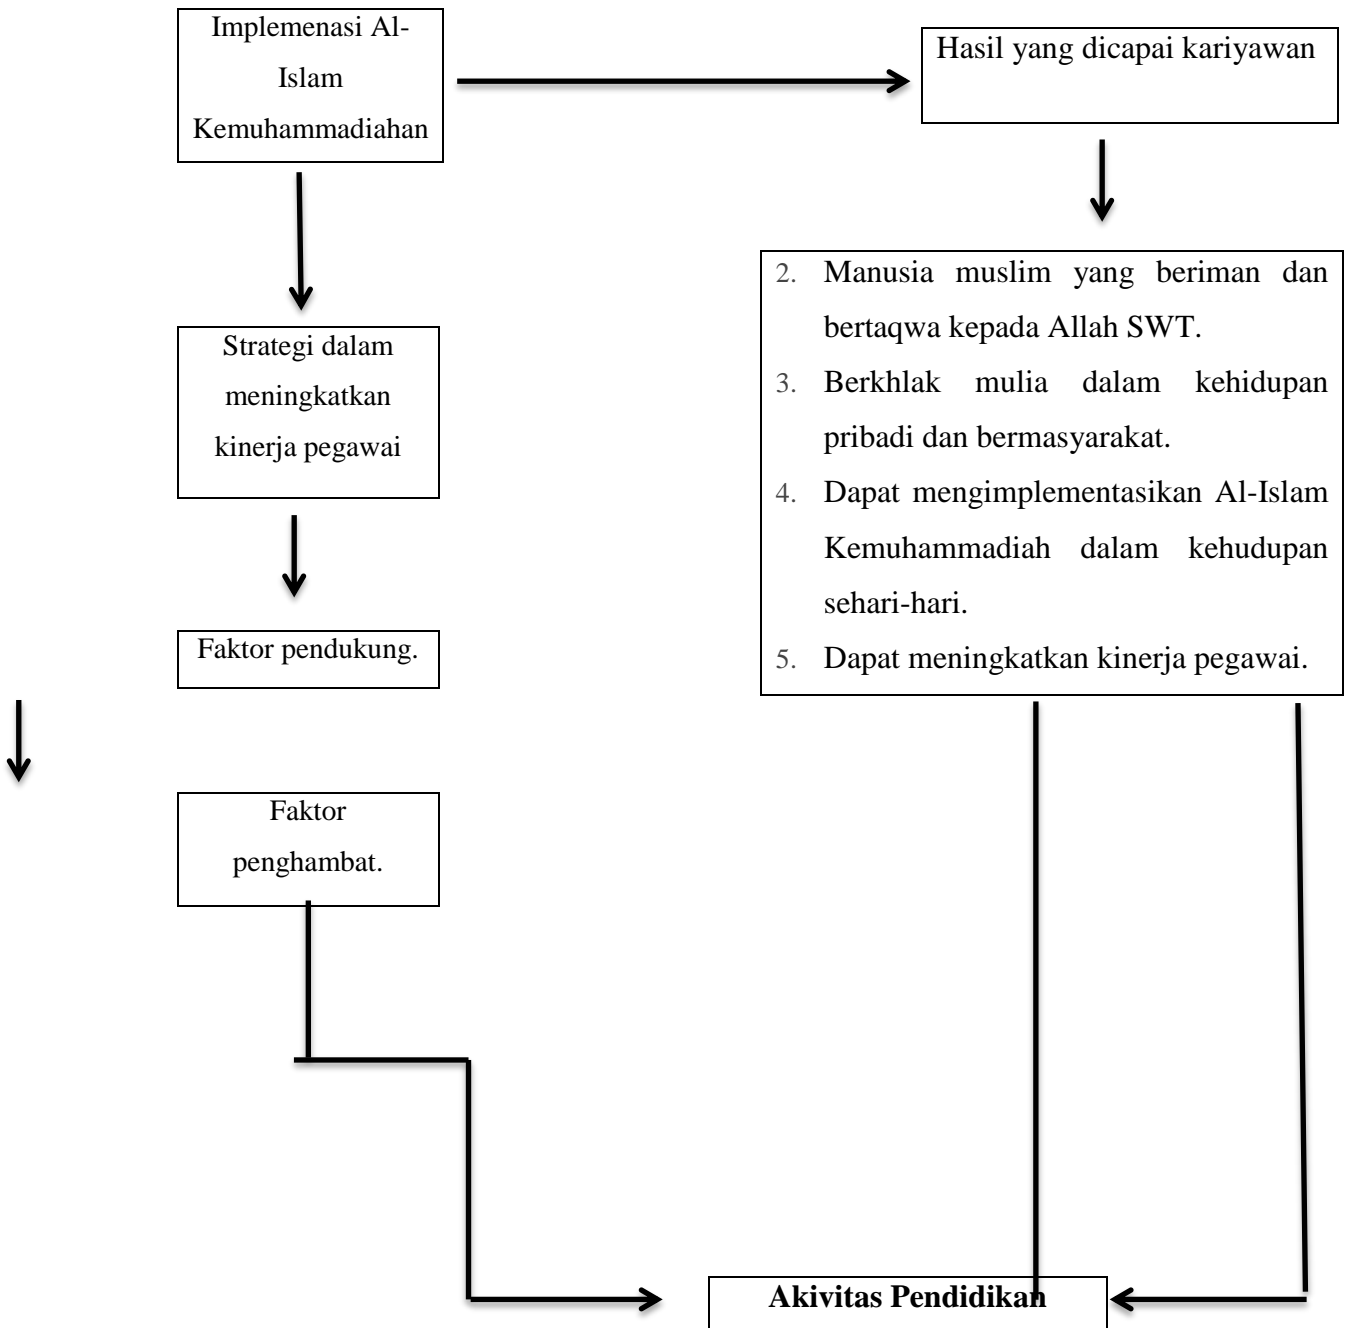 Implemenasi Al-
Islam
Kemuhammadiahan
Hasil yang dicapai kariyawan
Strategi dalam
meningkatkan
kinerja pegawai
Faktor pendukung.
Faktor
penghambat.
2. Manusia muslim yang beriman dan
bertaqwa kepada Allah SWT.
3. Berkhlak mulia dalam kehidupan
pribadi dan bermasyarakat.
4. Dapat mengimplementasikan Al-Islam
Kemuhammadiah dalam kehudupan
sehari-hari.
5. Dapat meningkatkan kinerja pegawai.
Akivitas Pendidikan